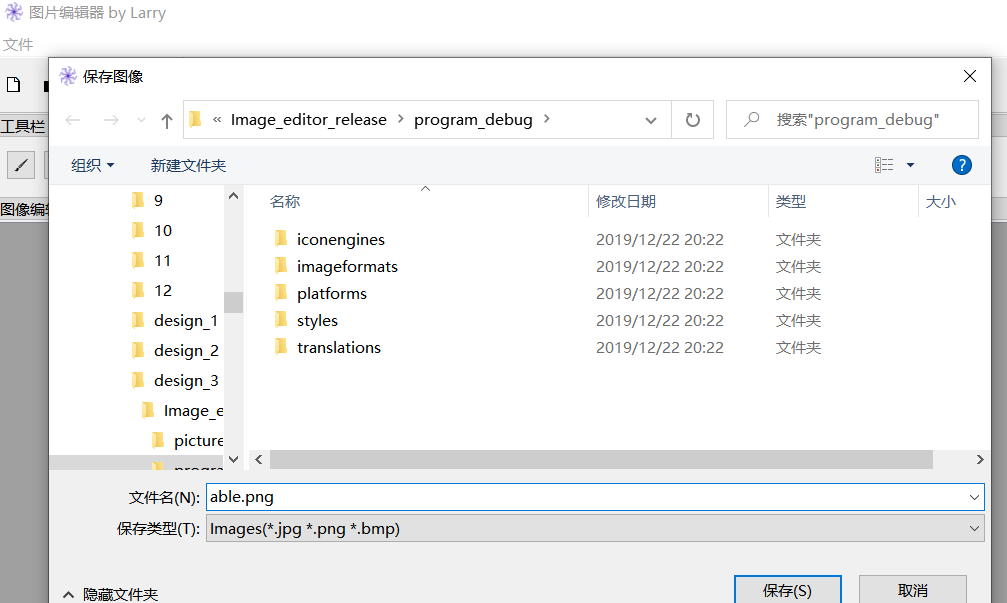 图片编辑器 by Larry
文件
保存图像
« Image_editor_release > program_debug >
搜索"program_debug"
工具栏
组织
新建文件夹
?
图像编辑
名称 修改日期 类型 大小
9
10
11
12
design_1
design_2
design_3
Image_e
picture
progra
iconengines 2019/12/22 20:22 文件夹
imageformats 2019/12/22 20:22 文件夹
platforms 2019/12/22 20:22 文件夹
styles 2019/12/22 20:22 文件夹
translations 2019/12/22 20:22 文件夹
文件名(N): able.png
保存类型(T): Images(*.jpg *.png *.bmp)
隐藏文件夹
保存(S)
取消